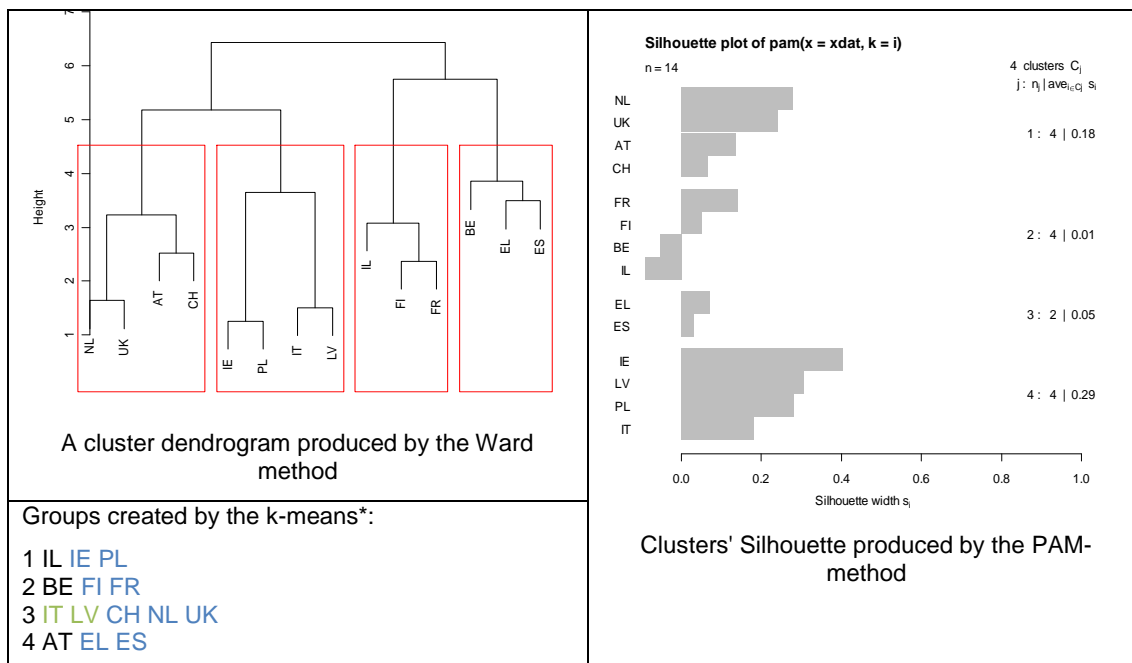 7
6
5
4
3
2
1
Height
NL
UK
AT
CH
IE
PL
IT
LV
IL
FI
FR
BE
EL
ES
A cluster dendrogram produced by the Ward
method
Groups created by the k-means*:
1 IL IE PL
2 BE FI FR
3 IT LV CH NL UK
4 AT EL ES
Silhouette plot of pam(x = xdat, k = i)
n = 14
4 clusters Cj
j : nj | avei∈Cj si
NL
UK
AT
CH
1 : 4 | 0.18
FR
FI
BE
IL
2 : 4 | 0.01
EL
ES
3 : 2 | 0.05
IE
LV
PL
IT
4 : 4 | 0.29
0.0 0.2 0.4 0.6 0.8 1.0
Silhouette width si
Clusters' Silhouette produced by the PAM-
method